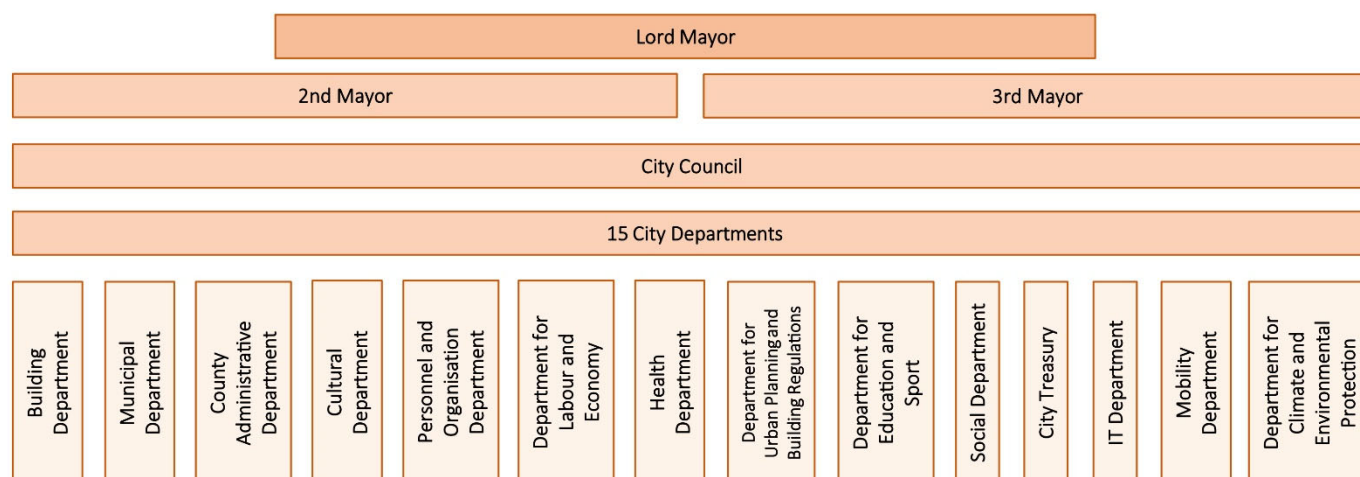 Lord Mayor
2nd Mayor
3rd Mayor
City Council
15 City Departments
Building
Department
Municipal
Department
County
Administrative
Department
Cultural
Department
Personnel and
Organisation
Department
Department for
Labour and
Economy
Health
Department
Department for
Urban Planning and
Building Regulations
Department for
Education and
Sport
Social Department
City Treasury
IT Department
Mobility
Department
Department for
Climate and
Environmental
Protection